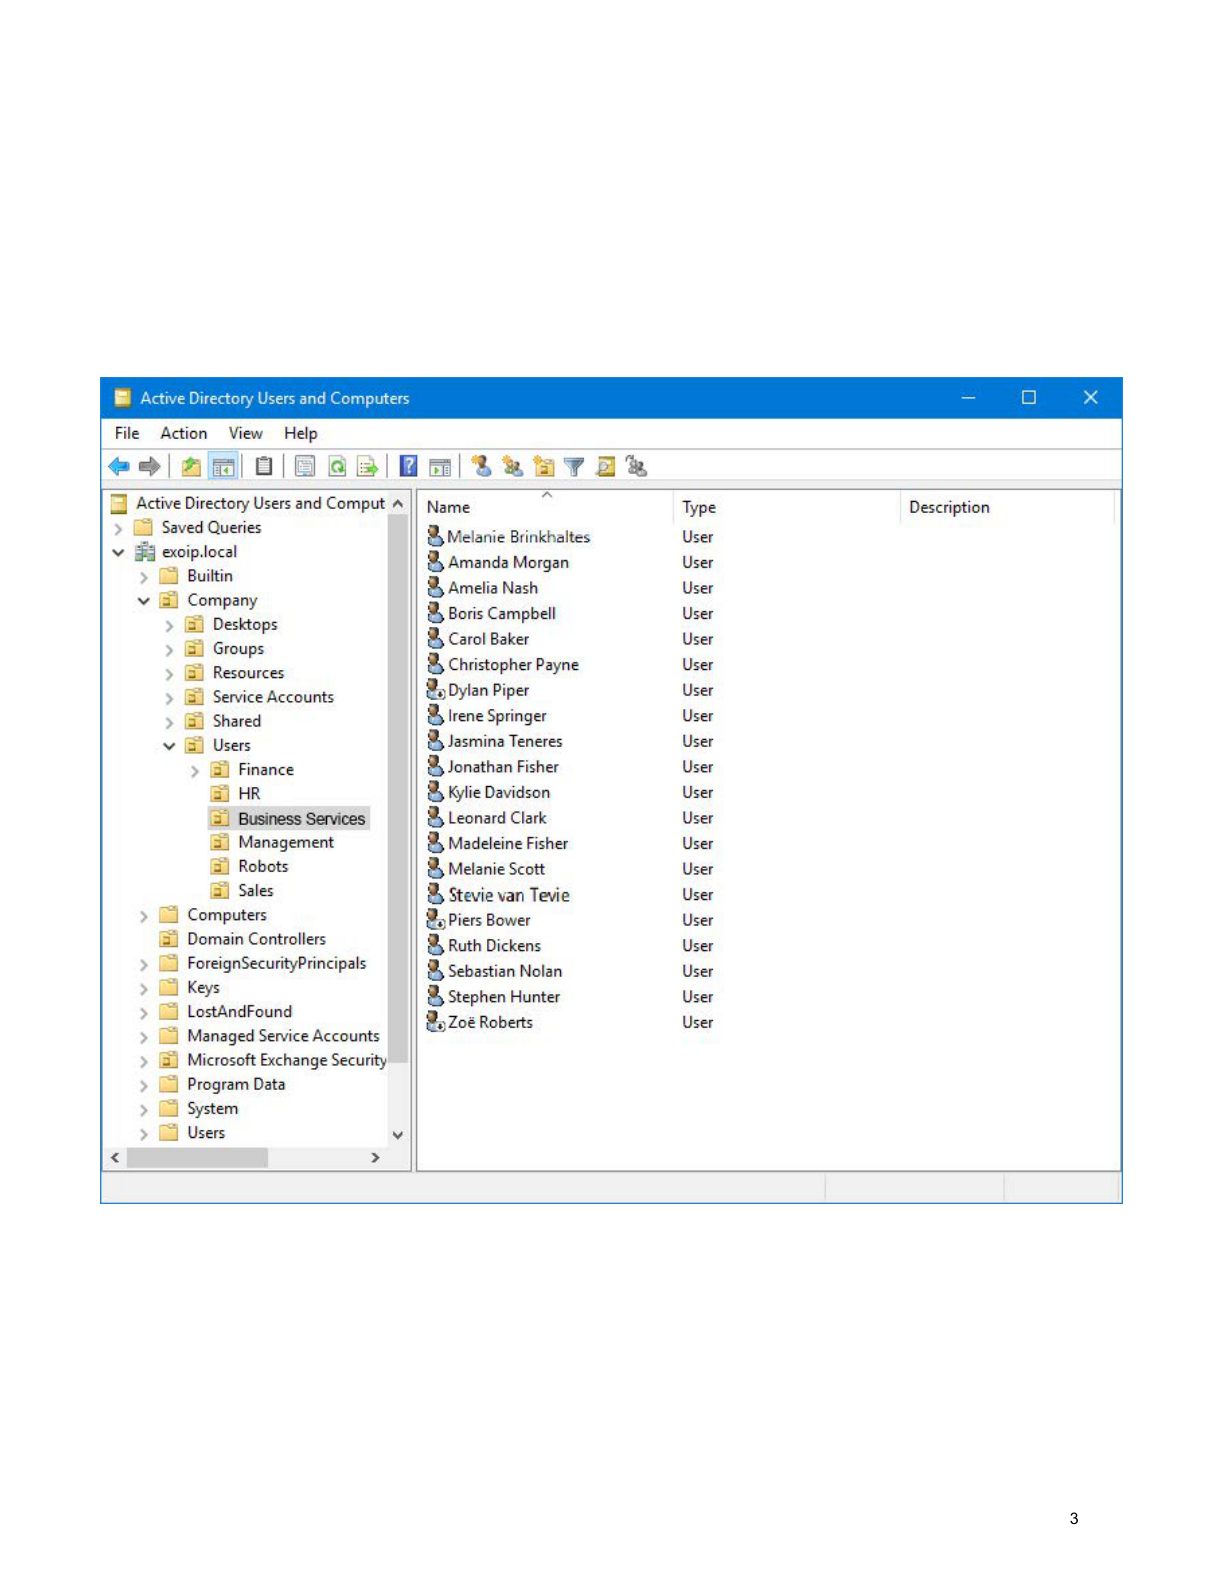 Active Directory Users and Computers
File Action View Help
Active Directory Users and Comput
Saved Queries
exoip.local
Builtin
Company
Desktops
Groups
Resources
Service Accounts
Shared
Users
Finance
HR
Business Services
Management
Robots
Sales
Computers
Domain Controllers
ForeignSecurityPrincipals
Keys
LostAndFound
Managed Service Accounts
Microsoft Exchange Security
Program Data
System
Users
Name Type Description
Melanie Brinkhaltes User
Amanda Morgan User
Amelia Nash User
Boris Campbell User
Carol Baker User
Christopher Payne User
Dylan Piper User
Irene Springer User
Jasmina Teneres User
Jonathan Fisher User
Kylie Davidson User
Leonard Clark User
Madeleine Fisher User
Melanie Scott User
Stevie van Tevie User
Piers Bower User
Ruth Dickens User
Sebastian Nolan User
Stephen Hunter User
Zoë Roberts User
3